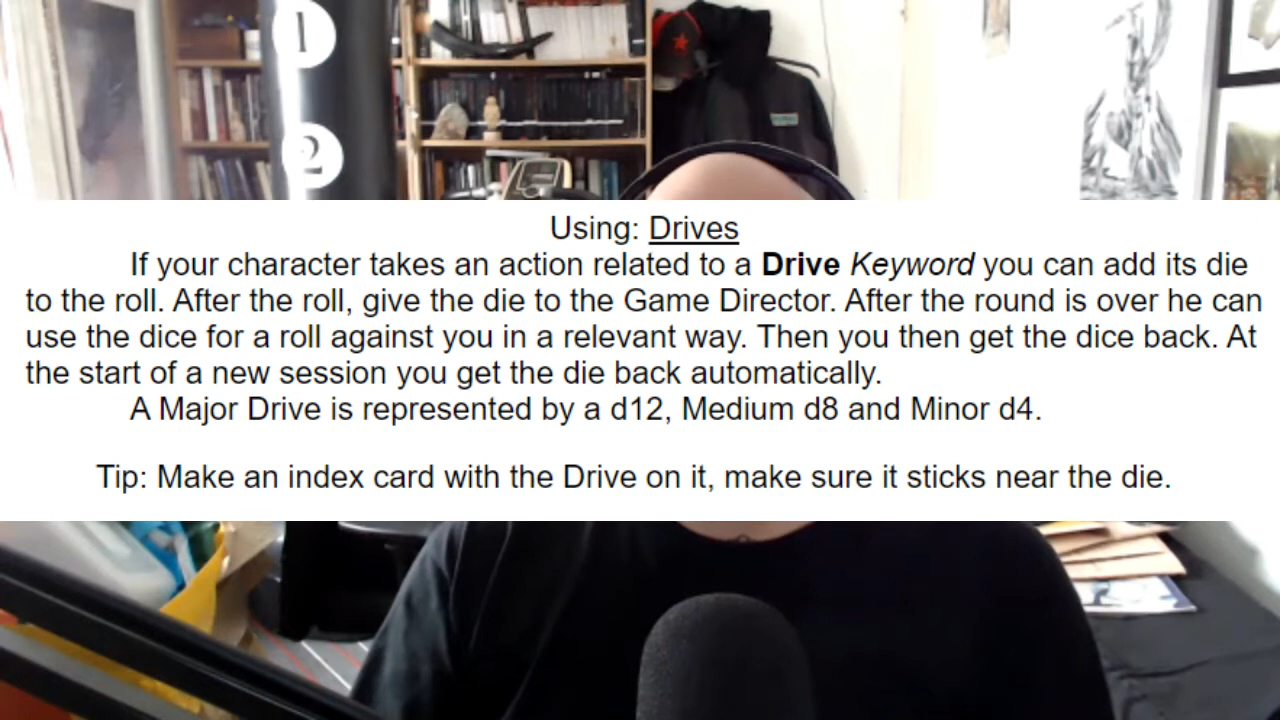 1
2
Using: Drives
If your character takes an action related to a Drive Keyword you can add its die
to the roll. After the roll, give the die to the Game Director. After the round is over he can
use the dice for a roll against you in a relevant way. Then you then get the dice back. At
the start of a new session you get the die back automatically.
A Major Drive is represented by a d12, Medium d8 and Minor d4.
Tip: Make an index card with the Drive on it, make sure it sticks near the die.